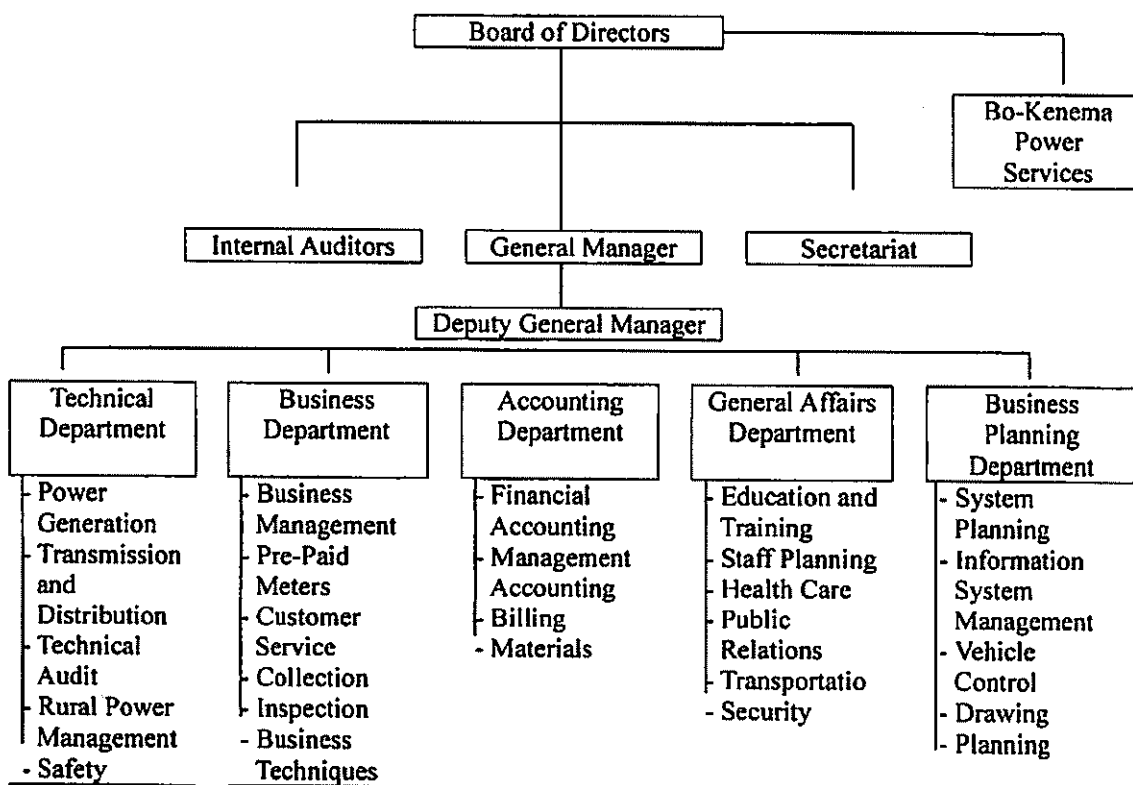 Board of Directors
Bo-Kenema
Power
Services
Internal Auditors
General Manager
Secretariat
Deputy General Manager
Technical
Department
- Power
Generation
- Transmission
and
Distribution
- Technical
Audit
- Rural Power
Management
- Safety
Business
Department
- Business
Management
- Pre-Paid
Meters
- Customer
Service
- Collection
- Inspection
- Business
Techniques
Accounting
Department
- Financial
Accounting
- Management
Accounting
- Billing
- Materials
General Affairs
Department
- Education and
Training
- Staff Planning
- Health Care
- Public
Relations
- Transportatio
- Security
Business
Planning
Department
- System
Planning
- Information
System
Management
- Vehicle
Control
- Drawing
- Planning